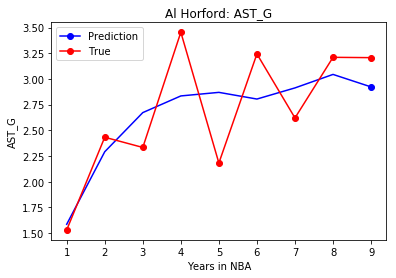 Al Horford: AST_G
Prediction
True
AST_G
3.50
3.25
3.00
2.75
2.50
2.25
2.00
1.75
1.50
1 2 3 4 5 6 7 8 9
Years in NBA